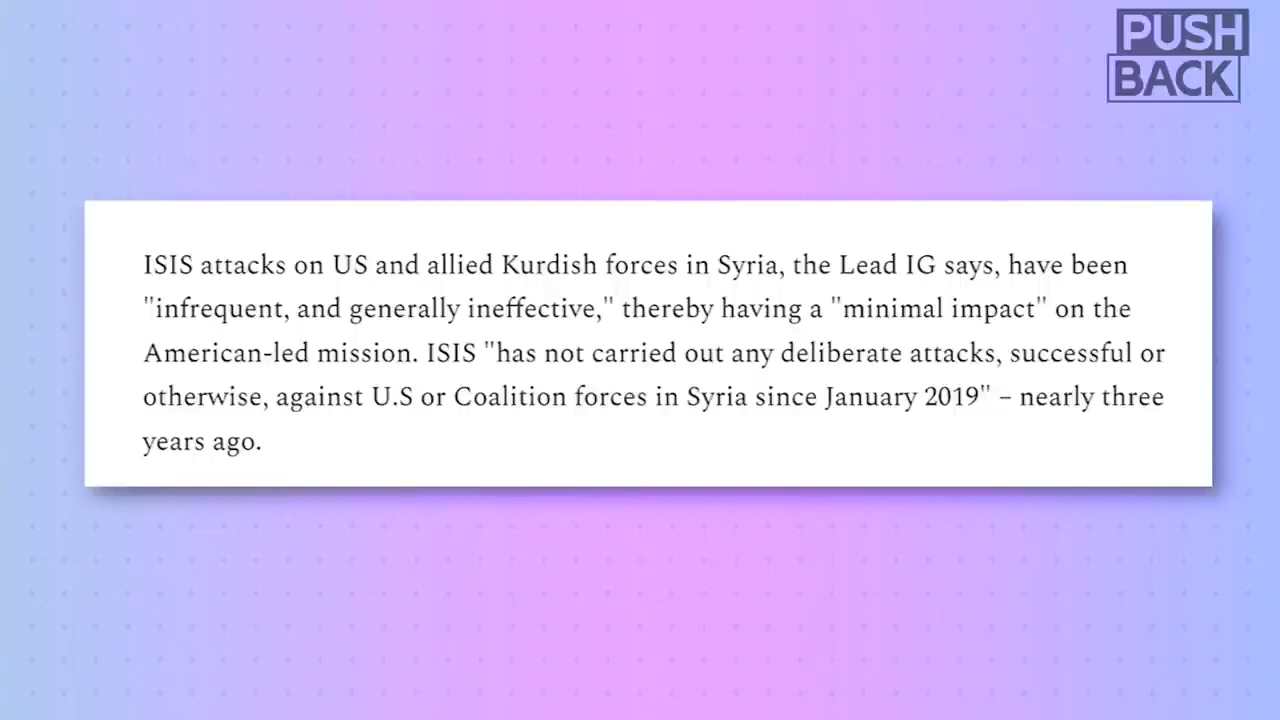 PUSH
BACK
ISIS attacks on US and allied Kurdish forces in Syria, the Lead IG says, have been
"infrequent, and generally ineffective," thereby having a "minimal impact" on the
American-led mission. ISIS "has not carried out any deliberate attacks, successful or
otherwise, against U.S or Coalition forces in Syria since January 2019" – nearly three
years ago.